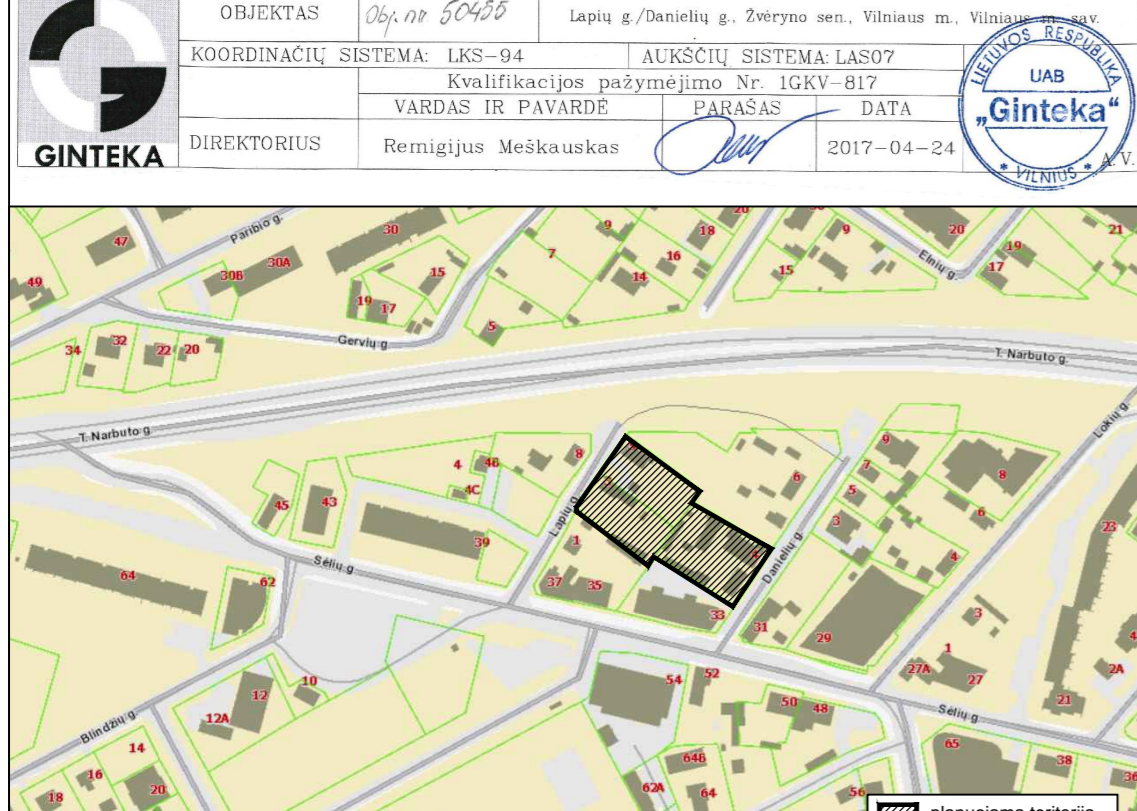 OBJEKTAS
Obj. nr. 50455
Lapių g./Danielių g., Žvėryno sen., Vilniaus m., Vilniaus m. sav.
KOORDINAČIŲ SISTEMA: LKS-94
AUKŠČIŲ SISTEMA: LAS07
Kvalifikacijos pažymėjimo Nr. 1GKV-817
VARDAS IR PAVARDĖ
PARAŠAS
DATA
DIREKTORIUS
Remigijus Meškauskas
2017-04-24
A.V.
GINTEKA
LIETUVOS RESPUBLIKA
UAB
„Ginteka“
* VILNIUS *
47
Paribio g.
30
9
18
20
9
20
21
49
30B
30A
15
7
14
16
15
Elnių g.
17
19
19
17
5
34
32
22
20
Gervių g.
T. Narbuto g.
T. Narbuto g.
Lokių g.
4
4B
4C
8
6
9
7
5
8
6
45
43
39
Lapių g.
1
3
4
23
Sėlių g.
4
Danielių g.
64
62
37
35
33
31
29
3
1
27A
27
2A
21
10
12
12A
54
52
50
48
Sėlių g.
Blindžių g.
14
16
18
20
64B
62A
64
56
65
38
36
planuojama teritorija